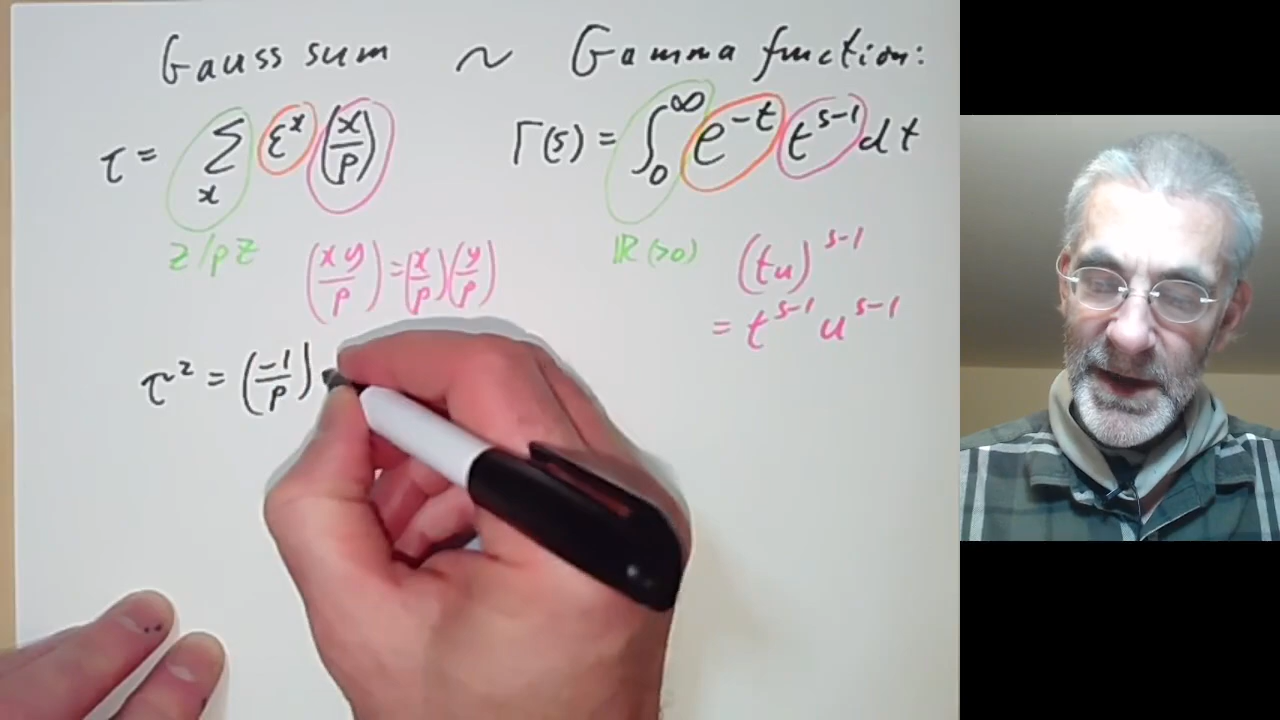 Gauss sum ~ Gamma function:
τ = Σ_x ε^x (x/p) Γ(s) = ∫_0^∞ e^{-t} t^{s-1} dt
Z/pZ (xy/p) = (x/p)(y/p) ℝ(>0) (tu)^{s-1}
= t^{s-1} u^{s-1}
τ² = (-1/p)